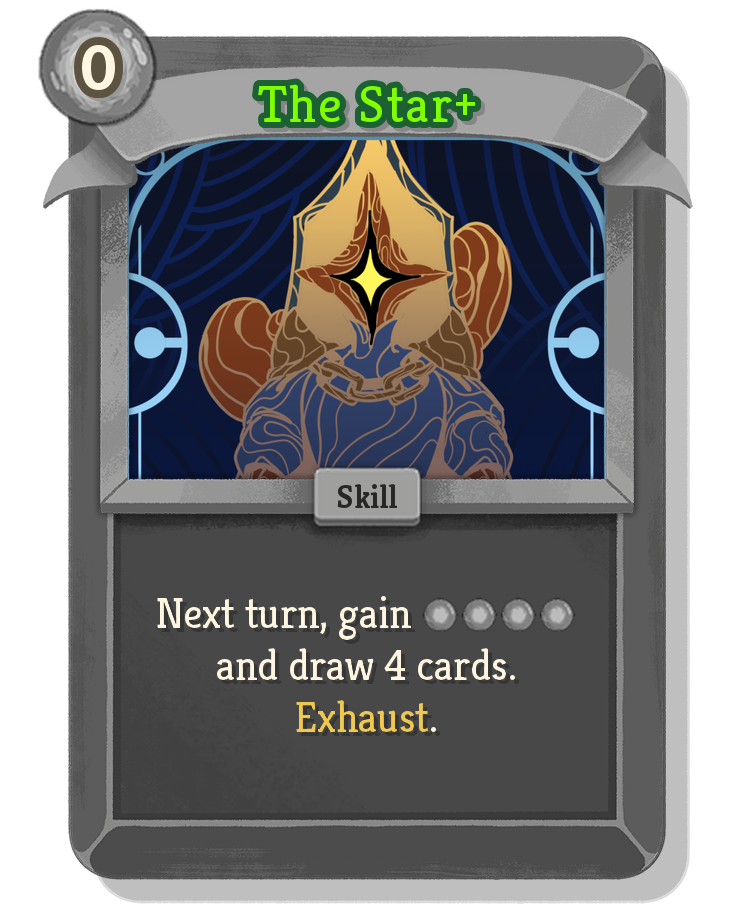 0
The Star+
Skill
Next turn, gain
and draw 4 cards.
Exhaust.